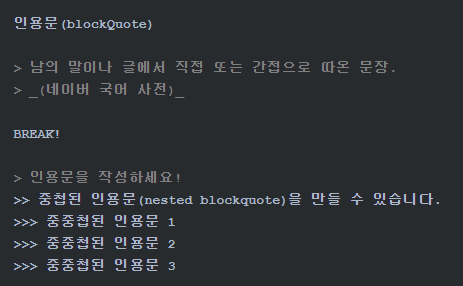 인용문(blockQuote)
> 남의 말이나 글에서 직접 또는 간접으로 따온 문장.
> _(네이버 국어 사전)_
BREAK!
> 인용문을 작성하세요!
>> 중첩된 인용문(nested blockquote)을 만들 수 있습니다.
>>> 중중첩된 인용문 1
>>> 중중첩된 인용문 2
>>> 중중첩된 인용문 3